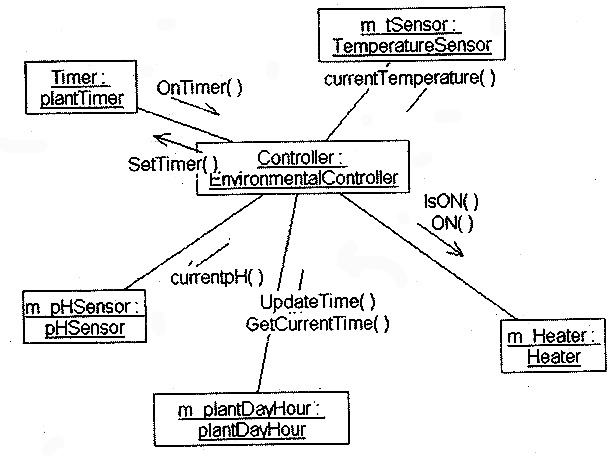 m_tSensor :
TemperatureSensor
Timer :
plantTimer
OnTimer( )
currentTemperature( )
SetTimer( )
Controller :
EnvironmentalController
IsON( )
ON( )
currentpH( )
m_pHSensor :
pHSensor
UpdateTime( )
GetCurrentTime( )
m_Heater :
Heater
m_plantDayHour :
plantDayHour